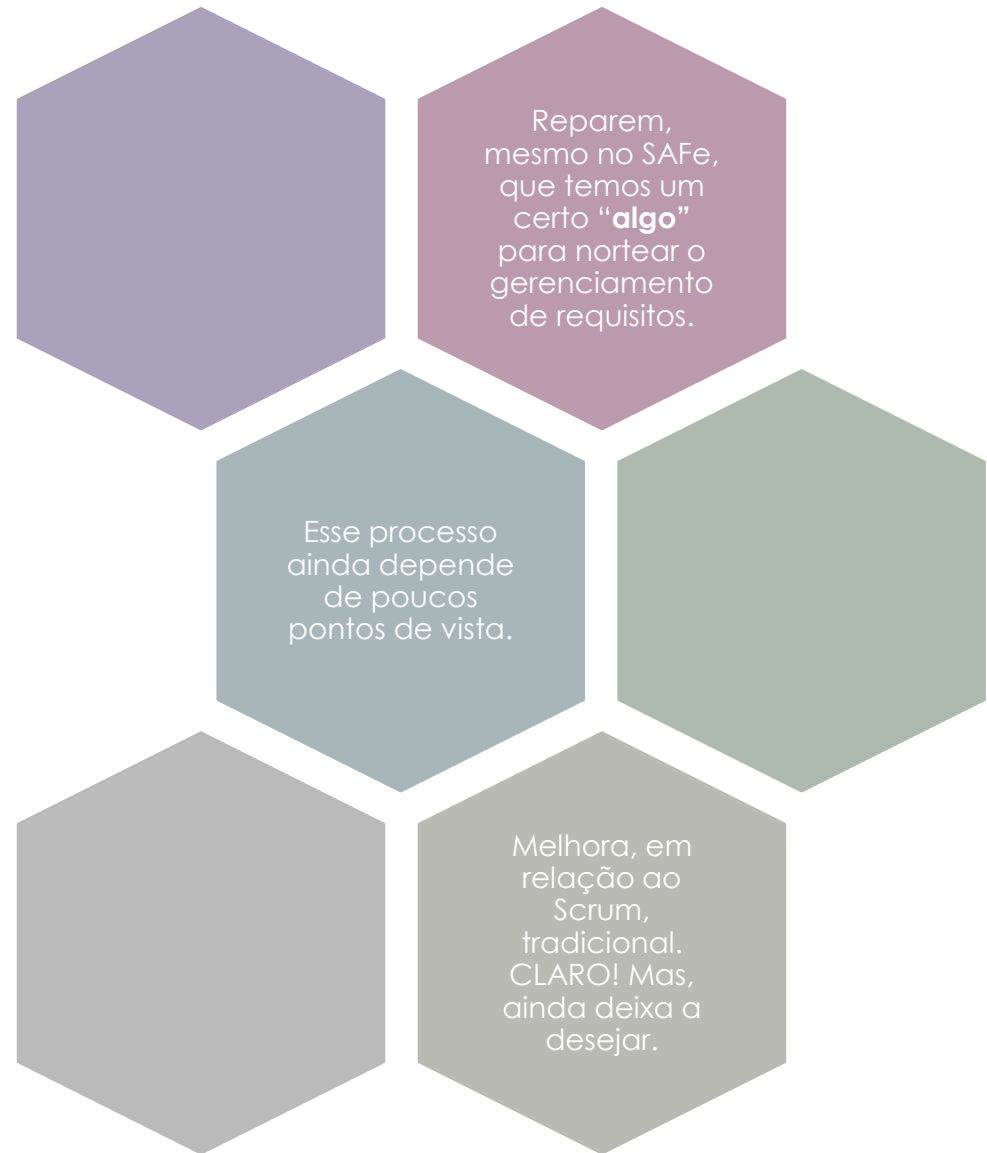 Reparem,
mesmo no SAFe,
que temos um
certo “algo”
para nortear o
gerenciamento
de requisitos.
Esse processo
ainda depende
de poucos
pontos de vista.
Melhora, em
relação ao
Scrum,
tradicional.
CLARO! Mas,
ainda deixa a
desejar.